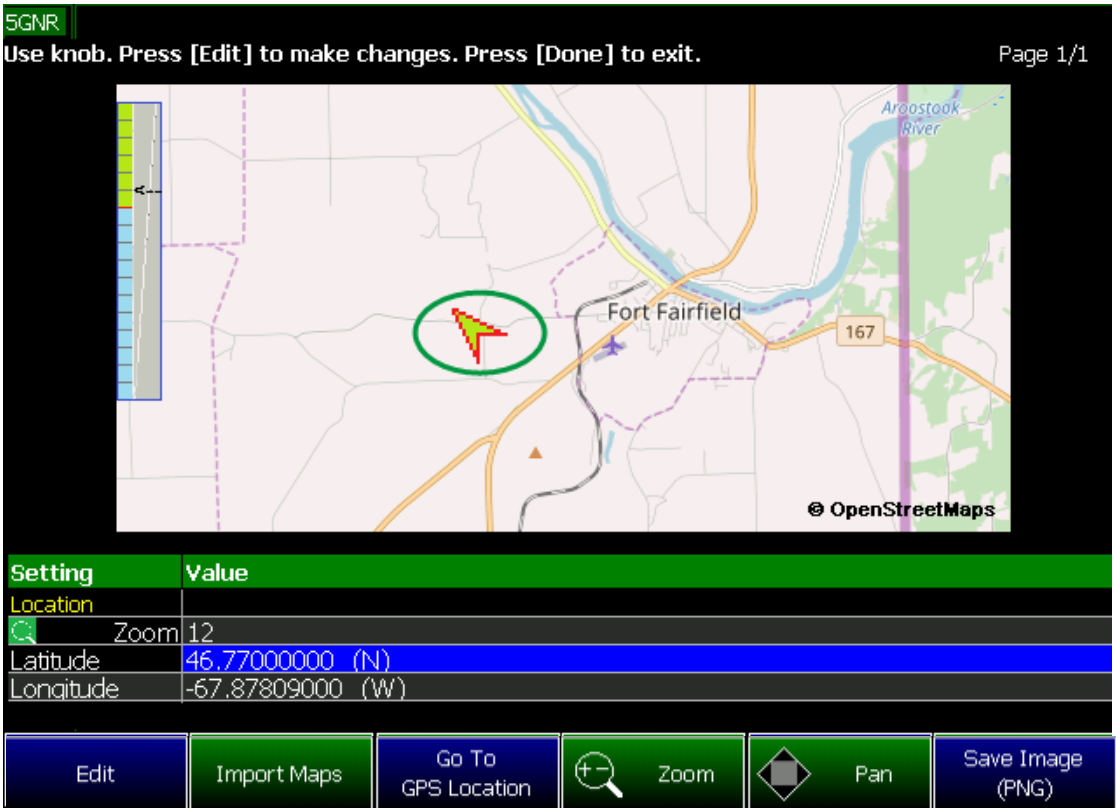 5GNR
Use knob. Press [Edit] to make changes. Press [Done] to exit. Page 1/1
Aroostook
River
Fort Fairfield
167
© OpenStreetMaps
Setting Value
Location
Zoom 12
Latitude 46.77000000 (N)
Longitude -67.87809000 (W)
Edit
Import Maps
Go To
GPS Location
Zoom
Pan
Save Image
(PNG)